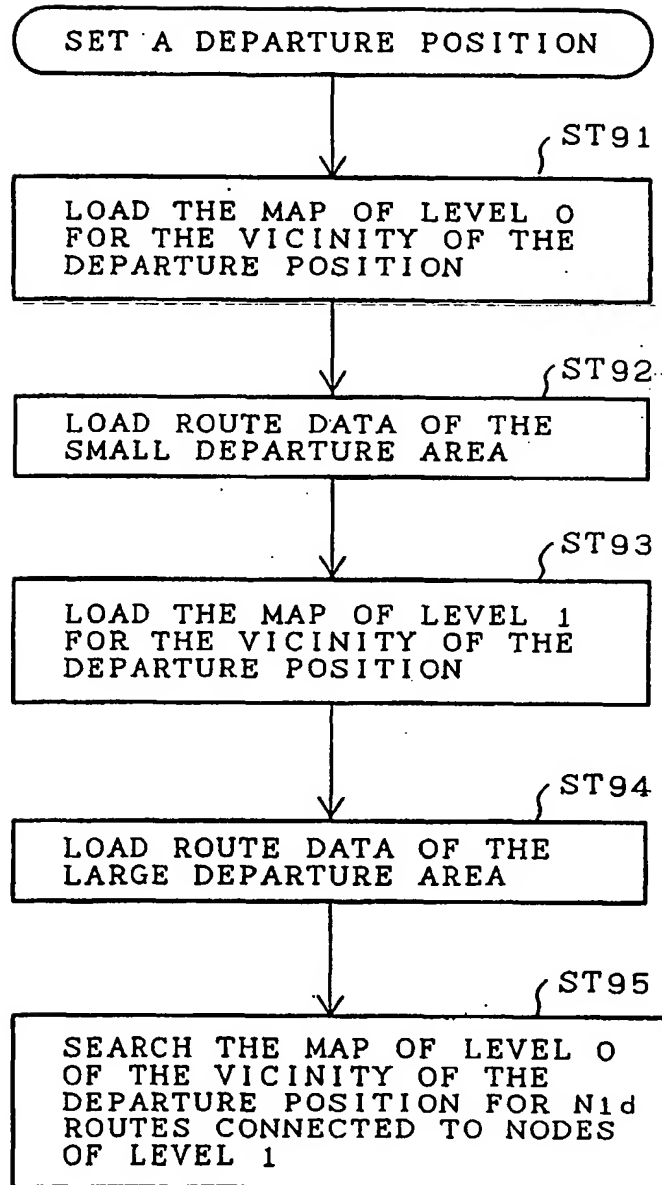 SET A DEPARTURE POSITION
ST91
LOAD THE MAP OF LEVEL 0
FOR THE VICINITY OF THE
DEPARTURE POSITION
ST92
LOAD ROUTE DATA OF THE
SMALL DEPARTURE AREA
ST93
LOAD THE MAP OF LEVEL 1
FOR THE VICINITY OF THE
DEPARTURE POSITION
ST94
LOAD ROUTE DATA OF THE
LARGE DEPARTURE AREA
ST95
SEARCH THE MAP OF LEVEL 0
OF THE VICINITY OF THE
DEPARTURE POSITION FOR N1d
ROUTES CONNECTED TO NODES
OF LEVEL 1